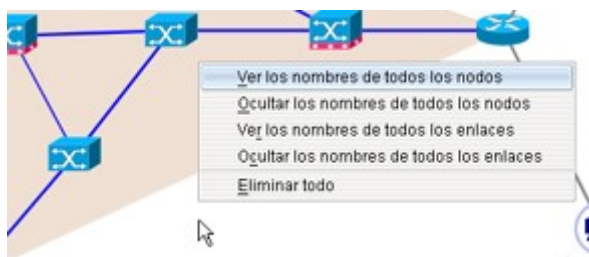 Ver los nombres de todos los nodos
Ocultar los nombres de todos los nodos
Ver los nombres de todos los enlaces
Ocultar los nombres de todos los enlaces
Eliminar todo